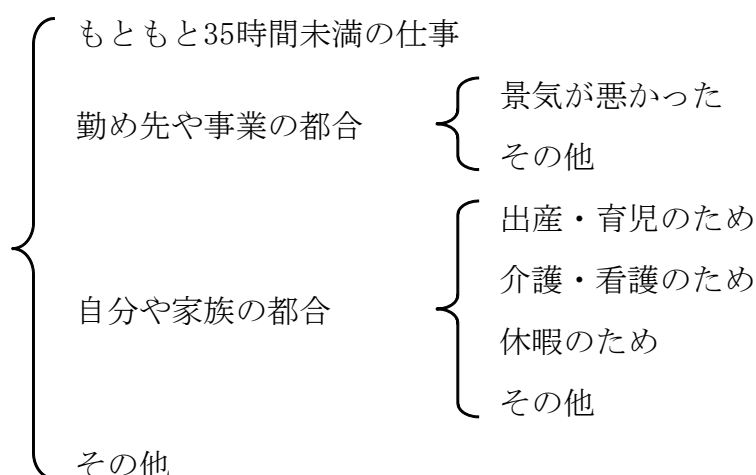 もともと35時間未満の仕事
勤め先や事業の都合
景気が悪かった
その他
自分や家族の都合
出産・育児のため
介護・看護のため
休暇のため
その他
その他